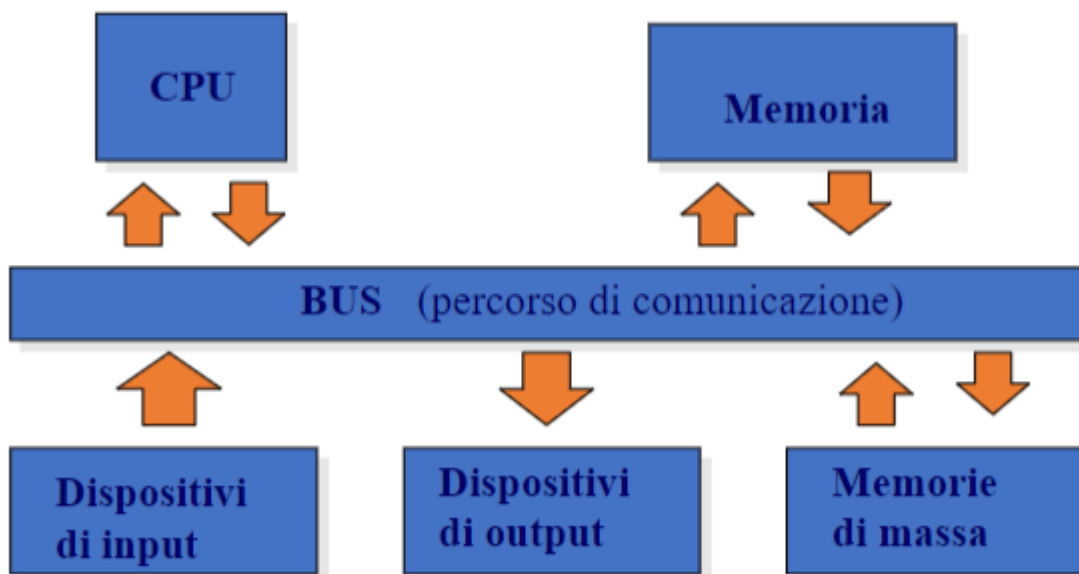 CPU
Memoria
BUS (percorso di comunicazione)
Dispositivi
di input
Dispositivi
di output
Memorie
di massa